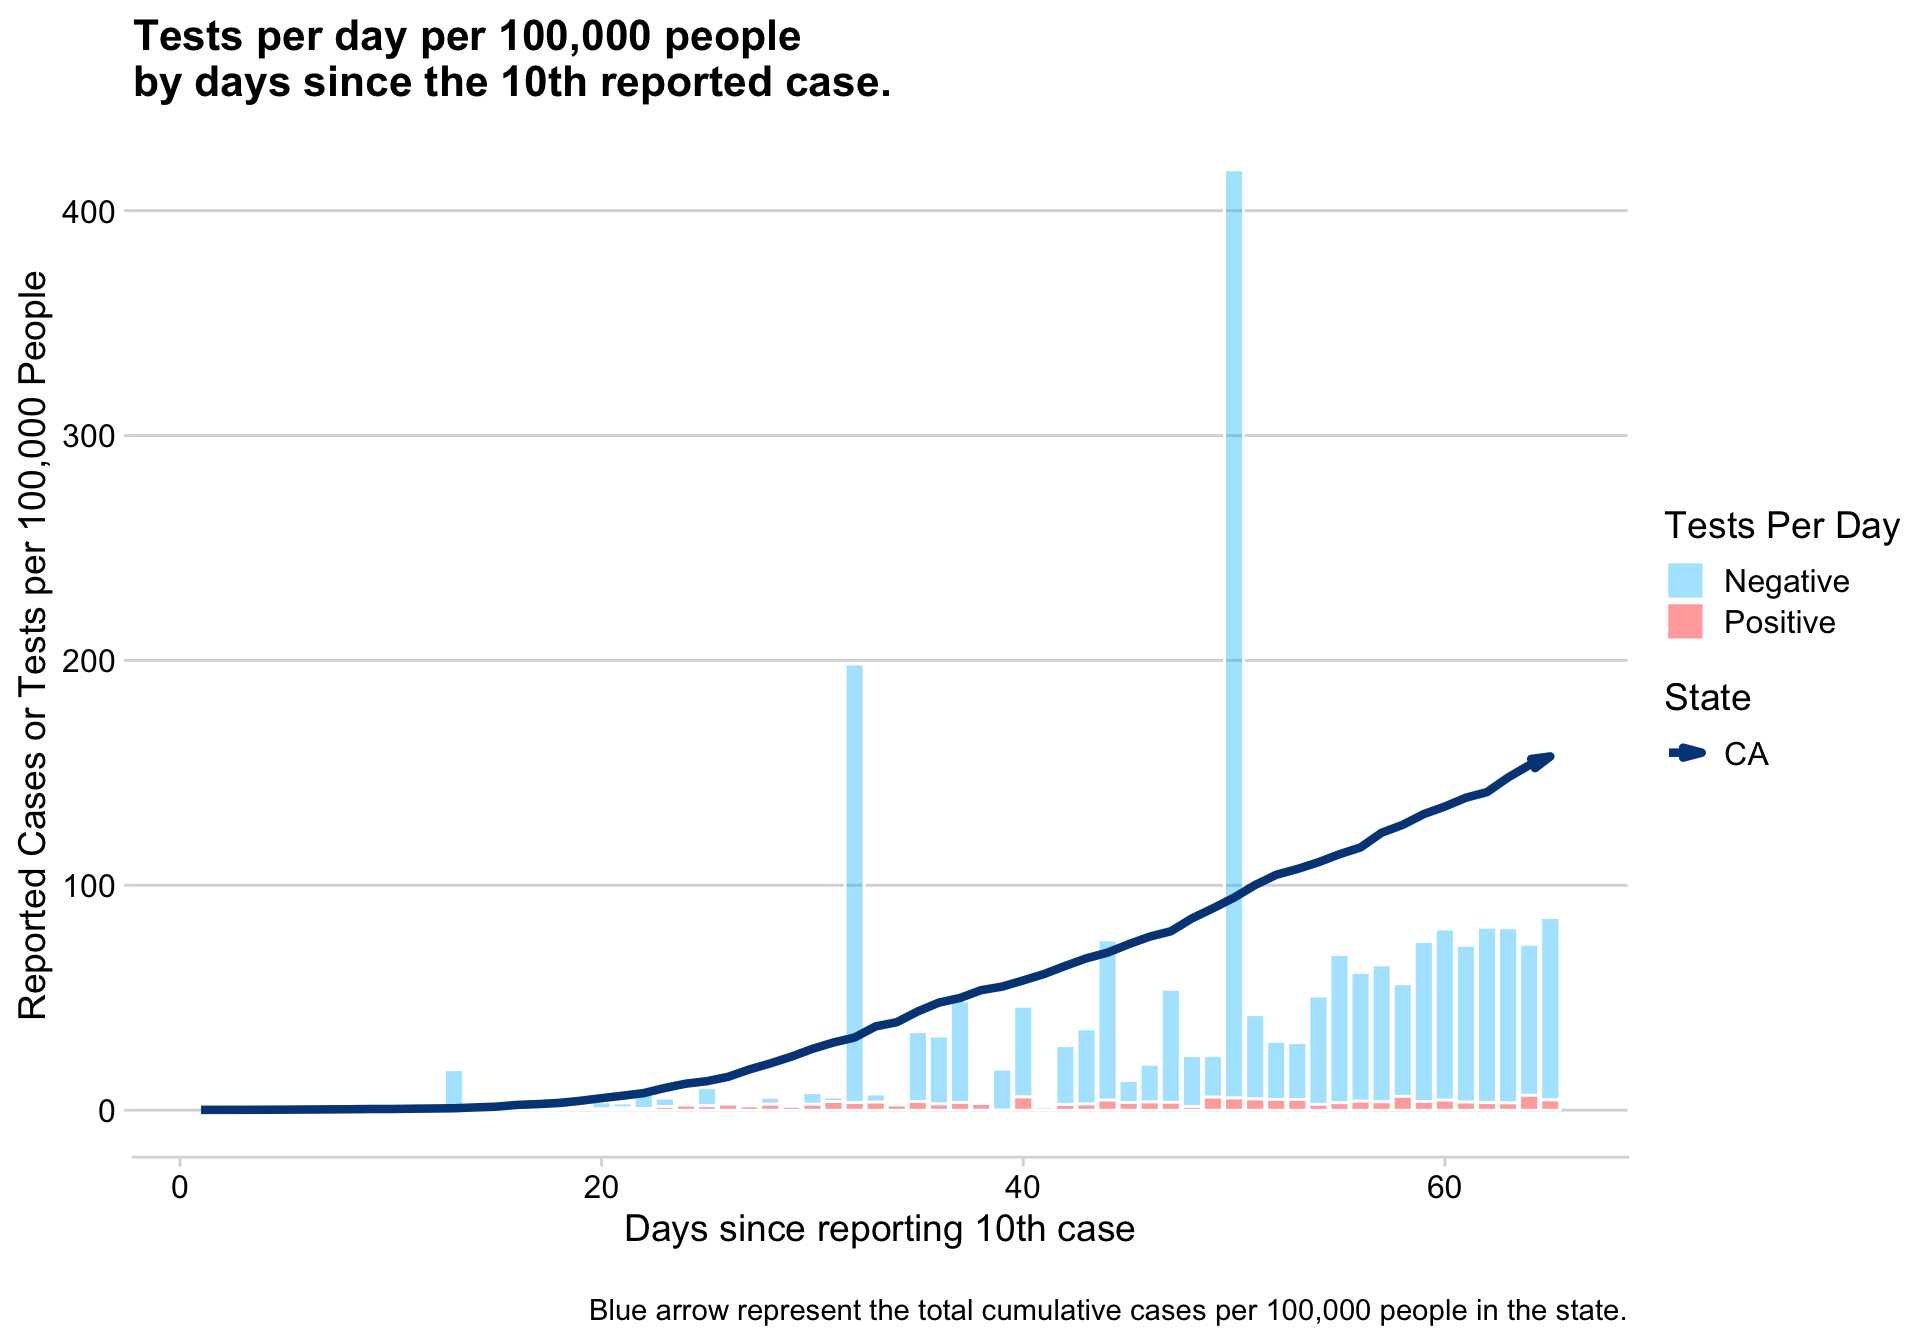 Tests per day per 100,000 people
by days since the 10th reported case.
Reported Cases or Tests per 100,000 People
400
300
200
100
0
0
20
40
60
Days since reporting 10th case
Tests Per Day
Negative
Positive
State
CA
Blue arrow represent the total cumulative cases per 100,000 people in the state.